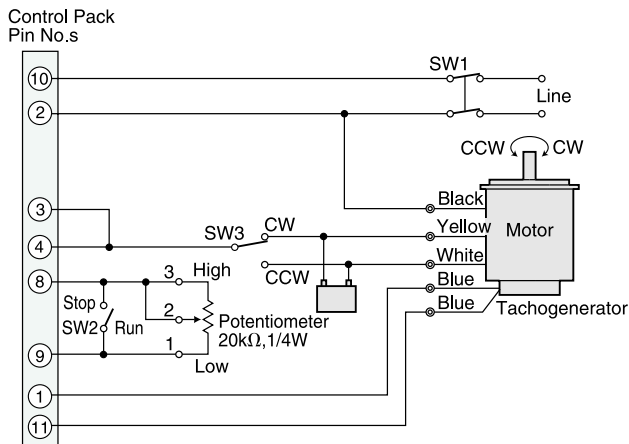 Control Pack
Pin No.s
10
SW1
Line
2
CCW
CW
Black
3
Yellow
Motor
4
SW3
CW
White
CCW
8
3
High
Blue
Stop
2
Blue
SW2
Run
Potentiometer
20kΩ,1/4W
Tachogenerator
9
1
Low
1
11